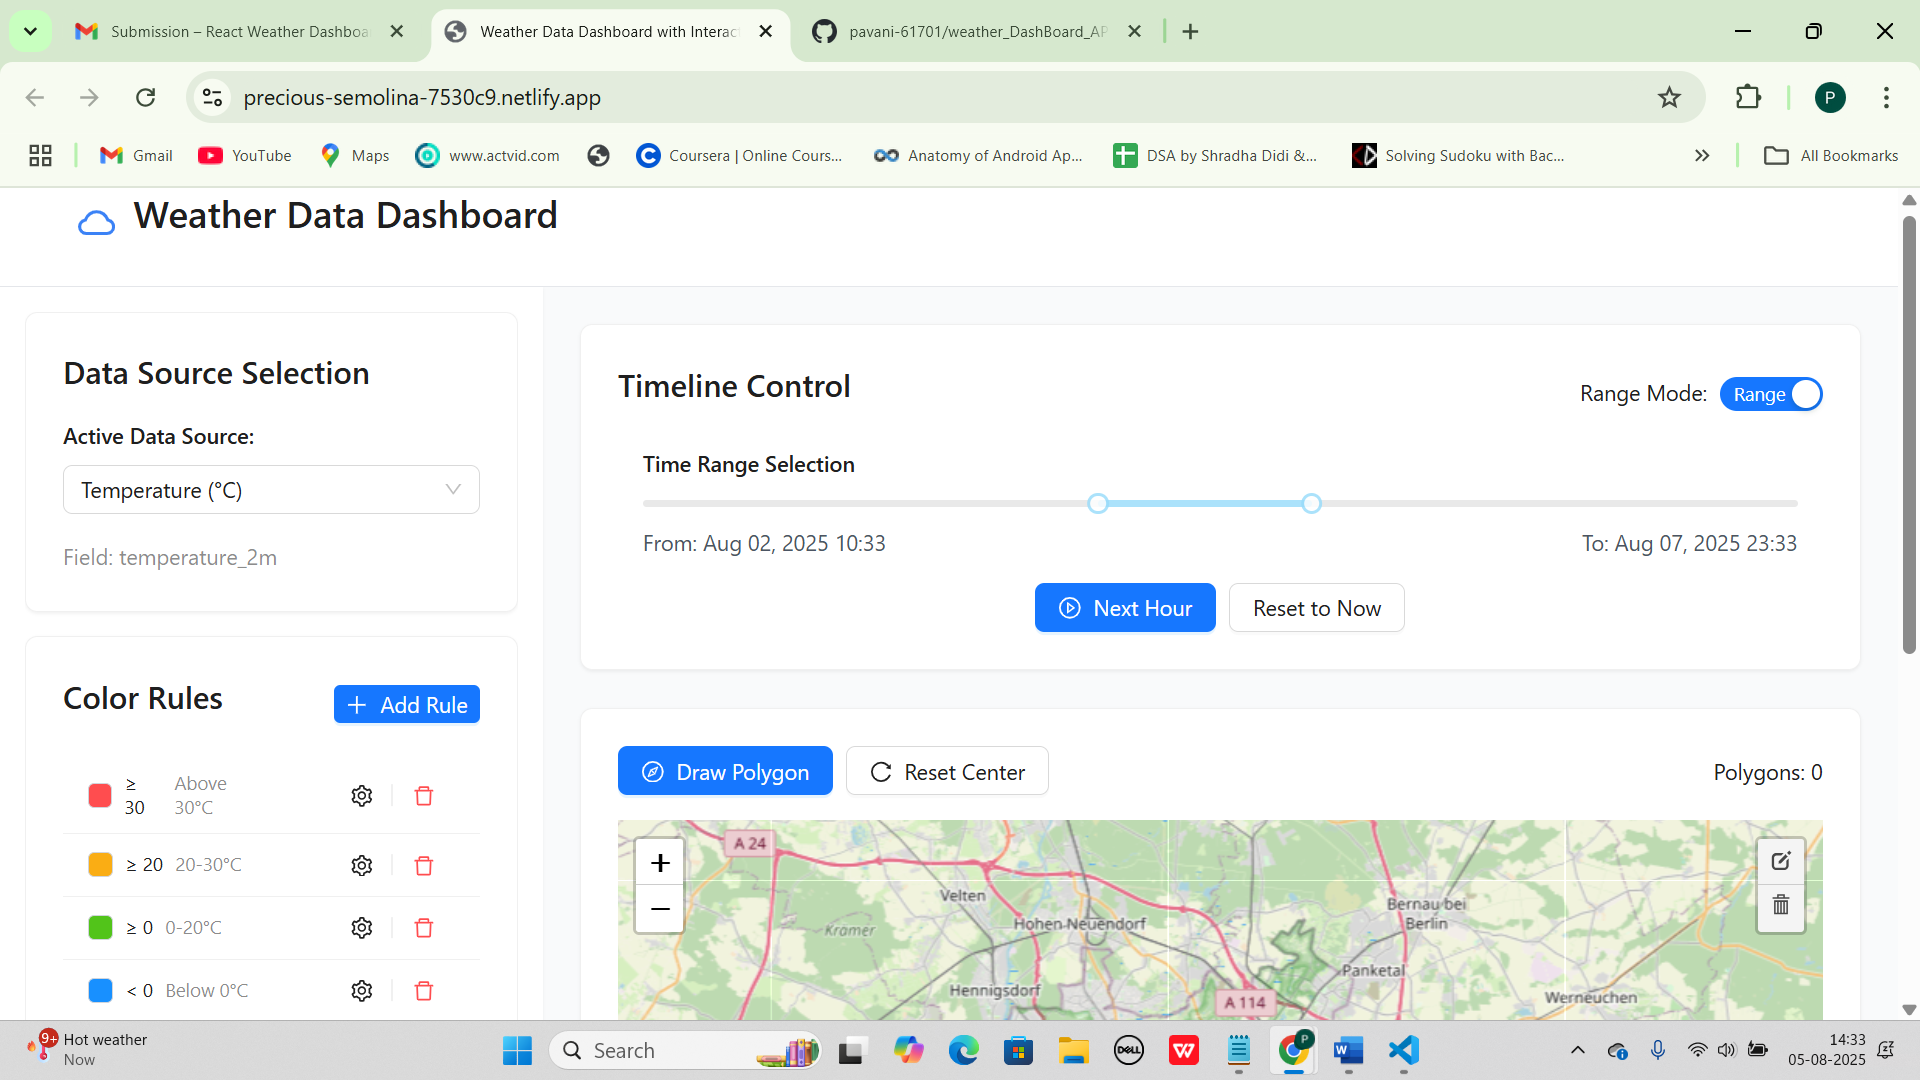 Submission – React Weather Dashboa
Weather Data Dashboard with Interac
pavani-61701/weather_DashBoard_AP
precious-semolina-7530c9.netlify.app
P
Gmail
YouTube
Maps
www.actvid.com
Coursera | Online Cours...
Anatomy of Android Ap...
DSA by Shradha Didi &...
Solving Sudoku with Bac...
All Bookmarks
Weather Data Dashboard
Data Source Selection
Active Data Source:
Temperature (°C)
Field: temperature_2m
Color Rules
Add Rule
≥ 30
Above 30°C
≥ 20 20-30°C
≥ 0 0-20°C
< 0 Below 0°C
Timeline Control
Range Mode: Range
Time Range Selection
From: Aug 02, 2025 10:33
To: Aug 07, 2025 23:33
Next Hour
Reset to Now
Draw Polygon
Reset Center
Polygons: 0
+
−
A 24
Velten
Hohen-Neuendorf
Kramer
Bernau bei
Berlin
Panketal
Hennigsdorf
A 114
Werneuchen
9+
Hot weather
Now
Search
DELL
W
P
W
14:33
05-08-2025